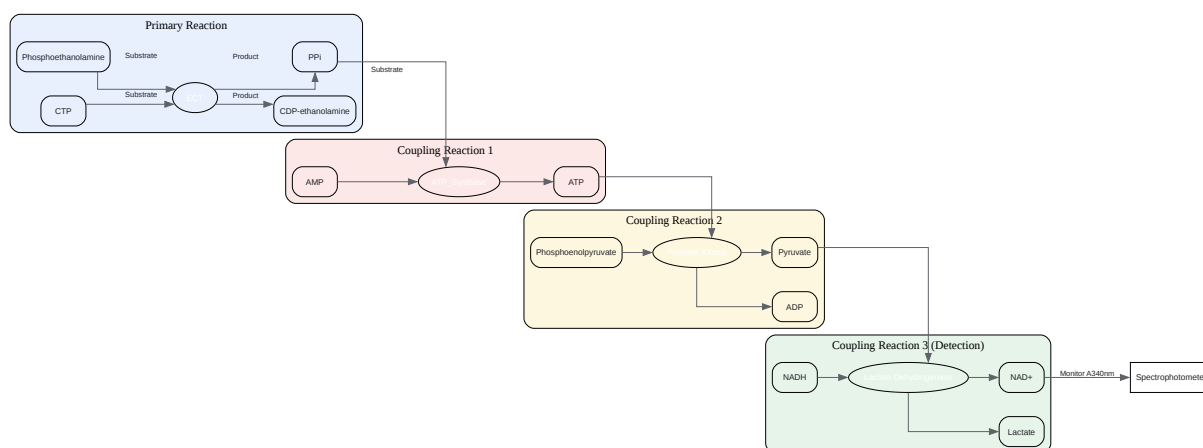 Primary Reaction
Phosphoethanolamine
Substrate
Product
PPi
Substrate
Substrate
Product
CTP
CDP-ethanolamine
Coupling Reaction 1
AMP
ATP
Coupling Reaction 2
Phosphoenolpyruvate
Pyruvate
ADP
Coupling Reaction 3 (Detection)
NADH
NAD+
Monitor A340nm
Spectrophotomete
Lactate